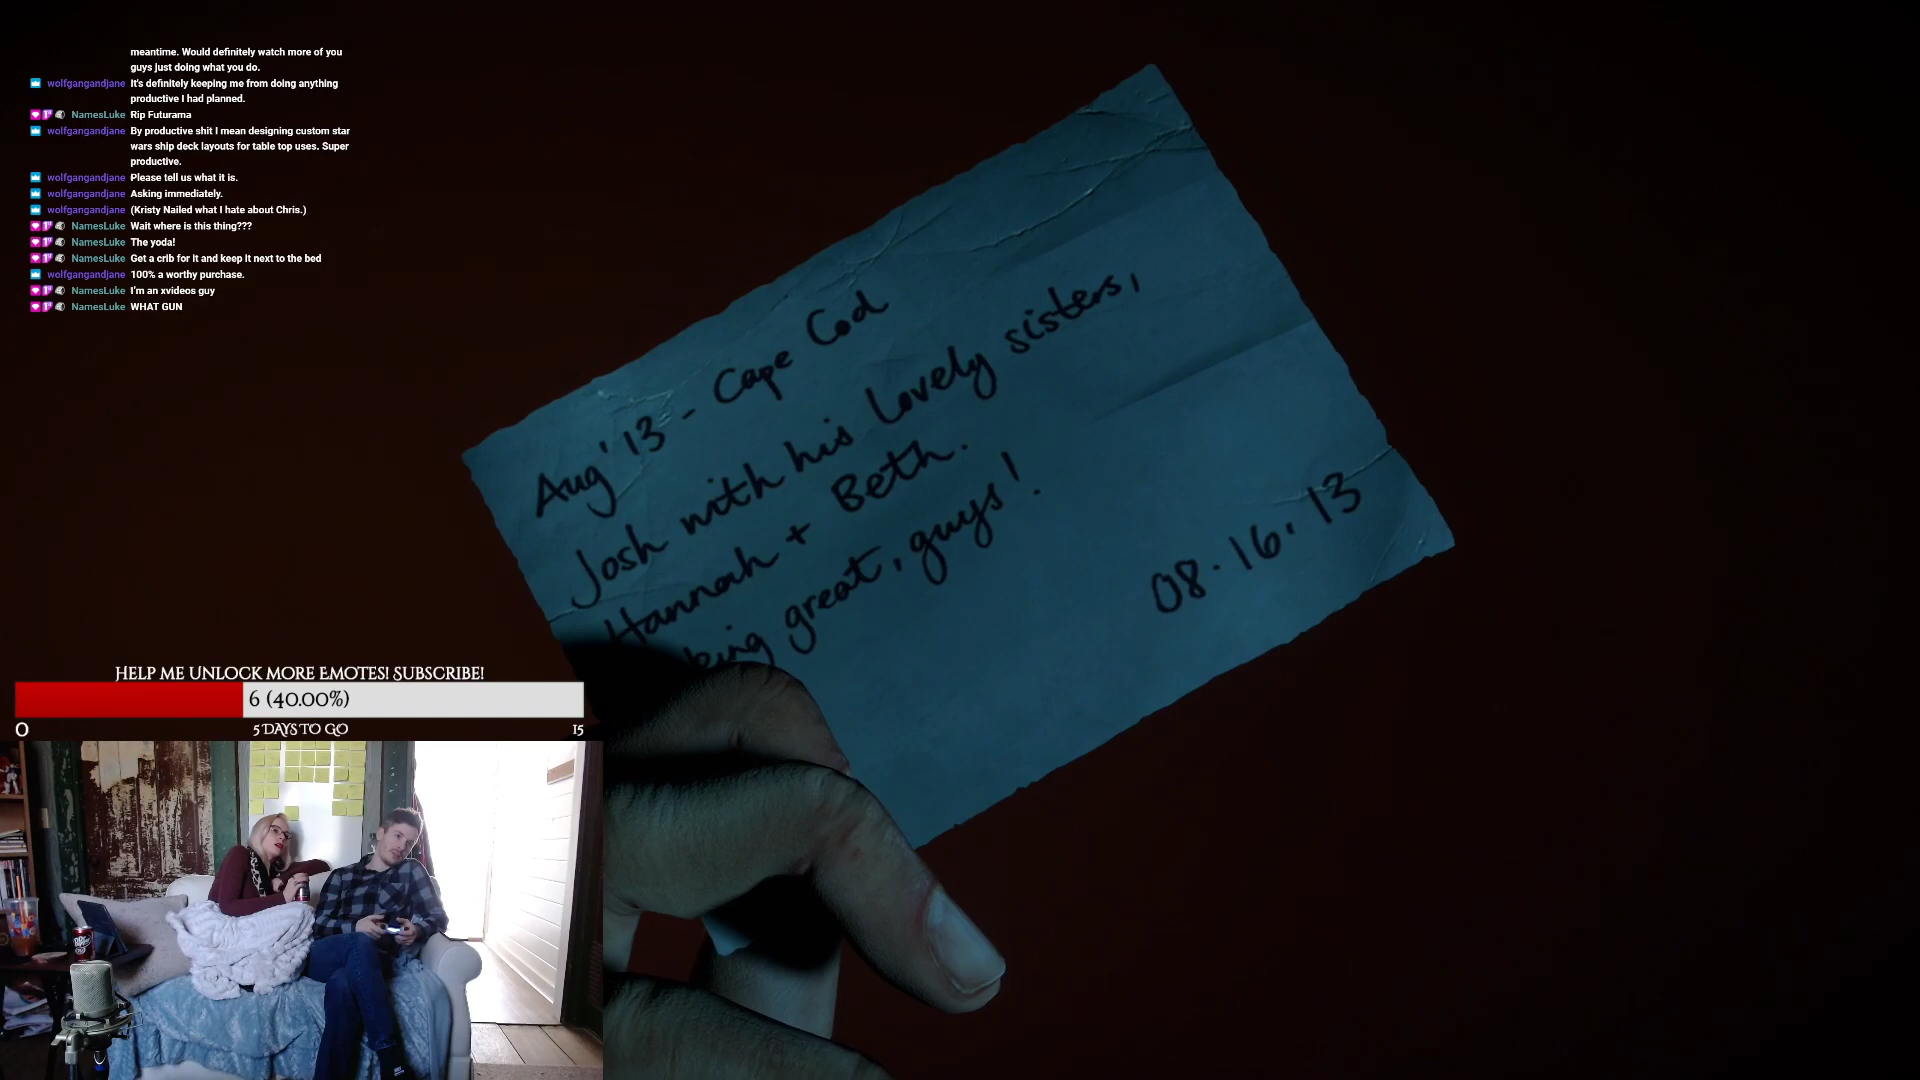 meantime. Would definitely watch more of you
guys just doing what you do.
wolfgangandjane It's definitely keeping me from doing anything
productive I had planned.
NamesLuke Rip Futurama
wolfgangandjane By productive shit I mean designing custom star
wars ship deck layouts for table top uses. Super
productive.
wolfgangandjane Please tell us what it is.
wolfgangandjane Asking immediately.
wolfgangandjane (Kristy Nailed what I hate about Chris.)
NamesLuke Wait where is this thing???
NamesLuke The yoda!
NamesLuke Get a crib for it and keep it next to the bed
wolfgangandjane 100% a worthy purchase.
NamesLuke I'm an xvideos guy
NamesLuke WHAT GUN
Aug '13 - Cape Cod
Josh with his lovely sisters,
Hannah + Beth.
king great, guys!
08.16.13
HELP ME UNLOCK MORE EMOTES! SUBSCRIBE!
6 (40.00%)
0 5 DAYS TO GO 15